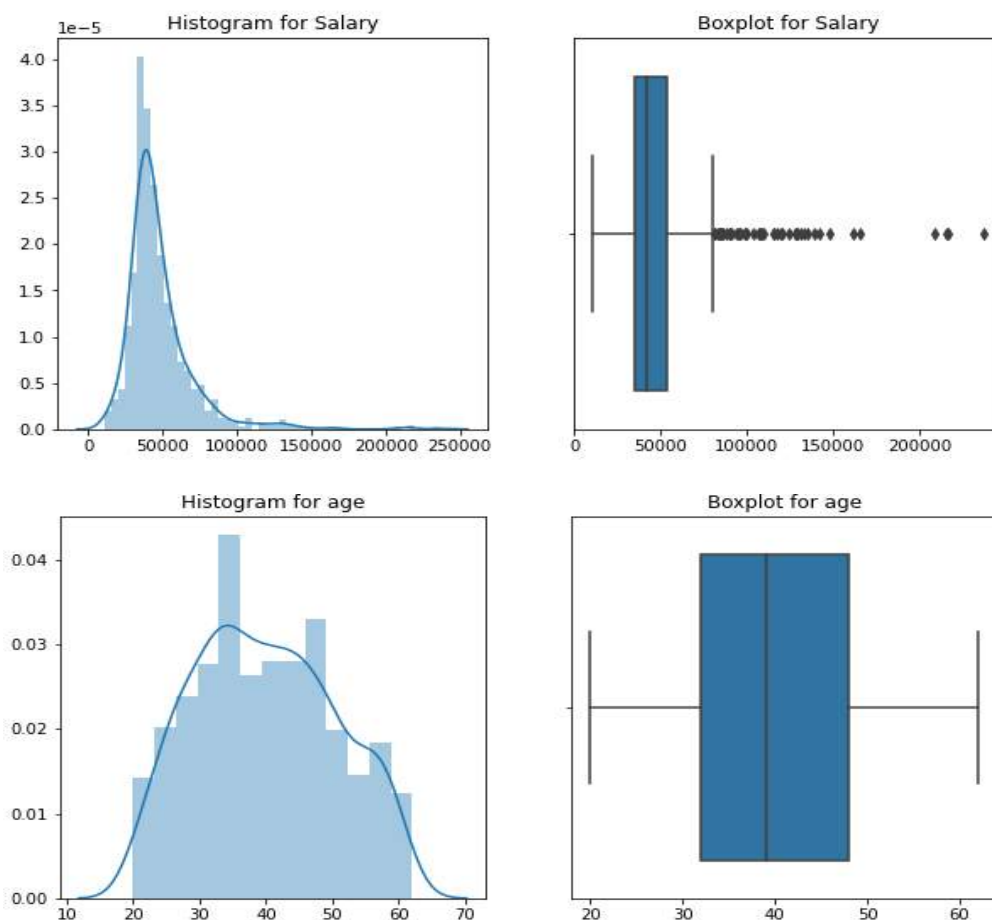 Histogram for Salary
1e−5
4.0
3.5
3.0
2.5
2.0
1.5
1.0
0.5
0.0
0 50000 100000 150000 200000 250000
Boxplot for Salary
0 50000 100000 150000 200000
Histogram for age
0.04
0.03
0.02
0.01
0.00
10 20 30 40 50 60 70
Boxplot for age
20 30 40 50 60